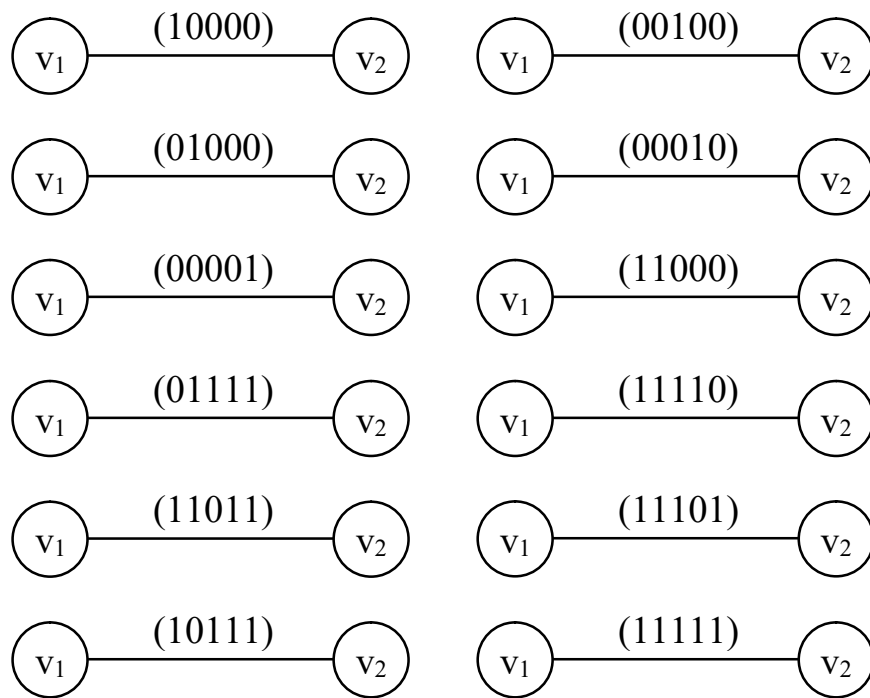 (10000) (00100)
v₁ v₂ v₁ v₂
(01000) (00010)
v₁ v₂ v₁ v₂
(00001) (11000)
v₁ v₂ v₁ v₂
(01111) (11110)
v₁ v₂ v₁ v₂
(11011) (11101)
v₁ v₂ v₁ v₂
(10111) (11111)
v₁ v₂ v₁ v₂